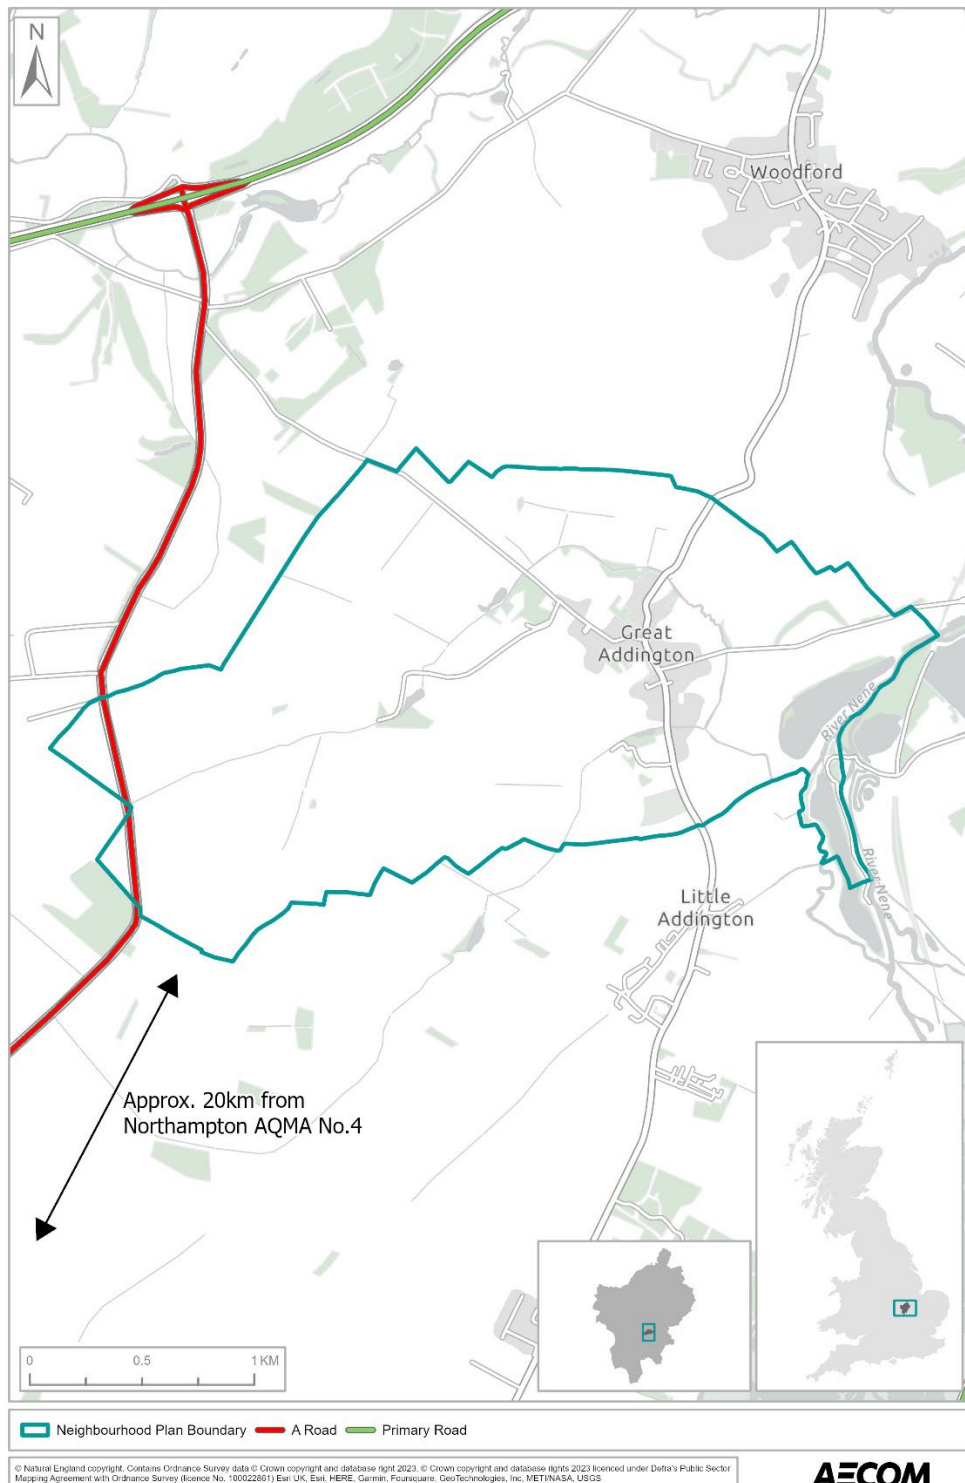 N
Woodford
Great
Addington
River Nene
River Nene
Little
Addington
Approx. 20km from
Northampton AQMA No.4
0 0.5 1 KM
Neighbourhood Plan Boundary A Road Primary Road
© Natural England copyright. Contains Ordnance Survey data © Crown copyright and database right 2023. © Crown copyright and database rights 2023 licenced under Defra's Public Sector
Mapping Agreement with Ordnance Survey (licence No. 100022861) Esri UK, Esri, HERE, Garmin, Foursquare, GeoTechnologies, Inc, METI/NASA, USGS
AECOM